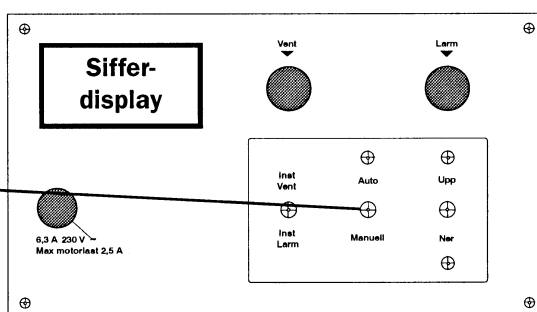 Siffer-
display
Vent
Larm
Inst
Vent
Auto
Upp
Inst
Larm
Manuell
Ner
6,3 A 230 V ~
Max motorlast 2,5 A